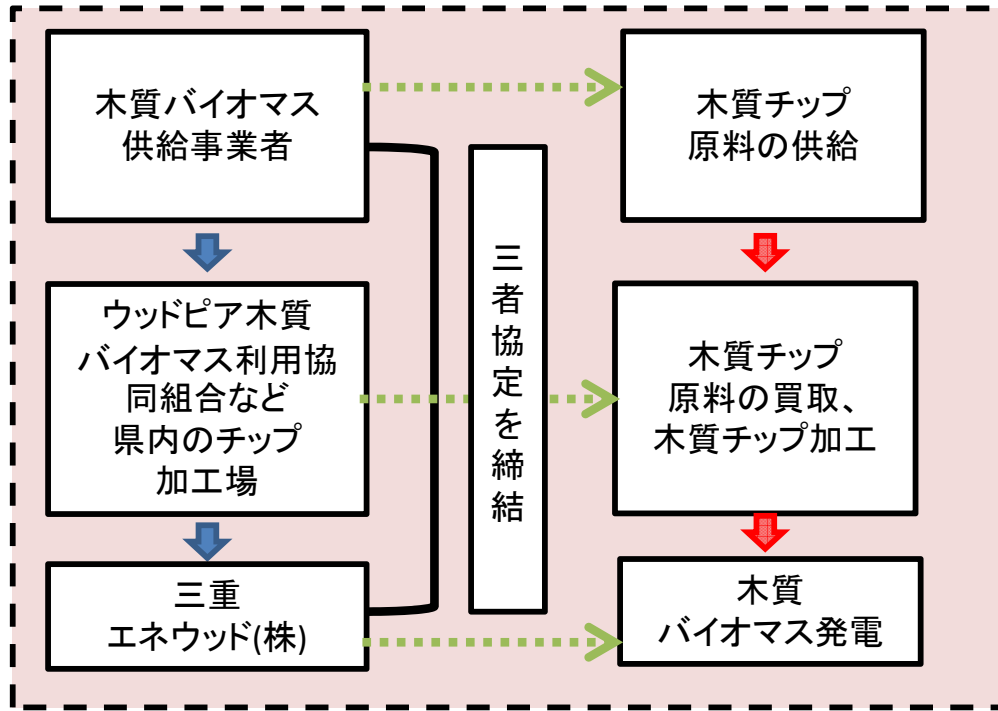 木質バイオマス
供給事業者
木質チップ
原料の供給
三者協定を締結
ウッドピア木質
バイオマス利用協
同組合など
県内のチップ
加工場
木質チップ
原料の買取、
木質チップ加工
三重
エネウッド(株)
木質
バイオマス発電